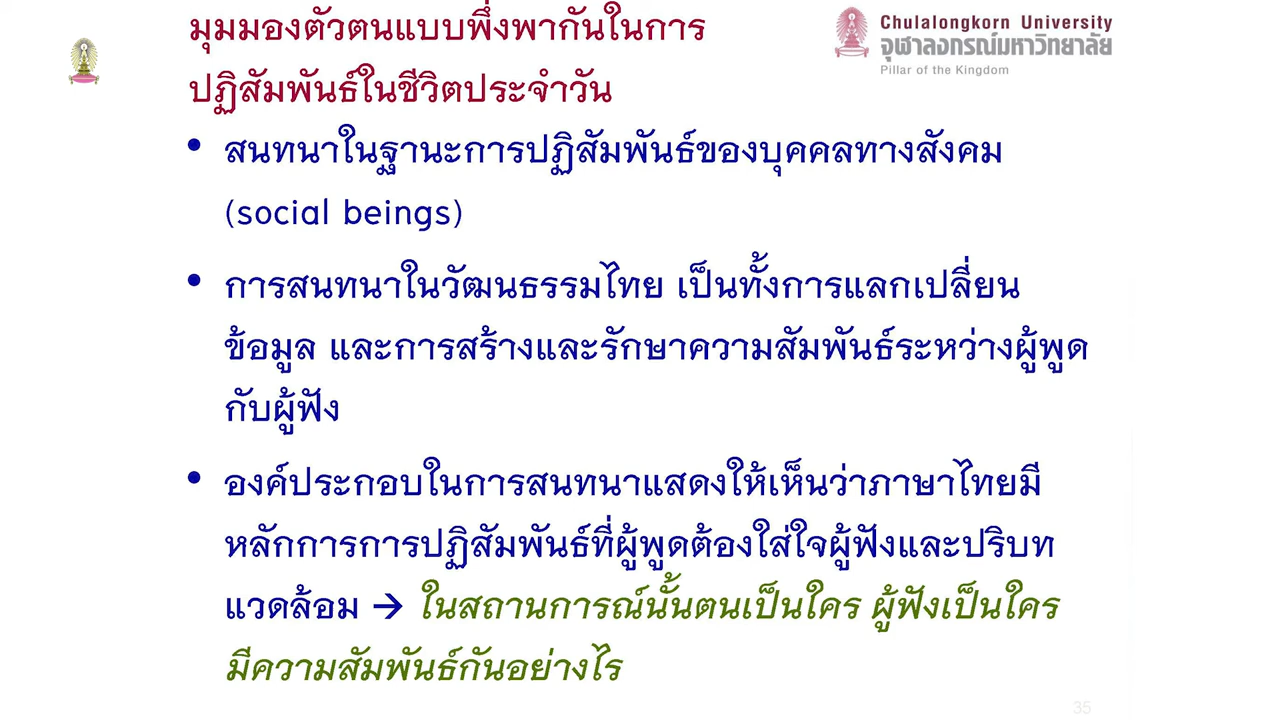 มุมมองตัวตนแบบพึ่งพากันในการ
ปฏิสัมพันธ์ในชีวิตประจำวัน
Chulalongkorn University
จุฬาลงกรณ์มหาวิทยาลัย
Pillar of the Kingdom
• สนทนาในฐานะการปฏิสัมพันธ์ของบุคคลทางสังคม
(social beings)
• การสนทนาในวัฒนธรรมไทย เป็นทั้งการแลกเปลี่ยน
ข้อมูล และการสร้างและรักษาความสัมพันธ์ระหว่างผู้พูด
กับผู้ฟัง
• องค์ประกอบในการสนทนาแสดงให้เห็นว่าภาษาไทยมี
หลักการการปฏิสัมพันธ์ที่ผู้พูดต้องใส่ใจผู้ฟังและปริบท
แวดล้อม → ในสถานการณ์นั้นตนเป็นใคร ผู้ฟังเป็นใคร
มีความสัมพันธ์กันอย่างไร
35